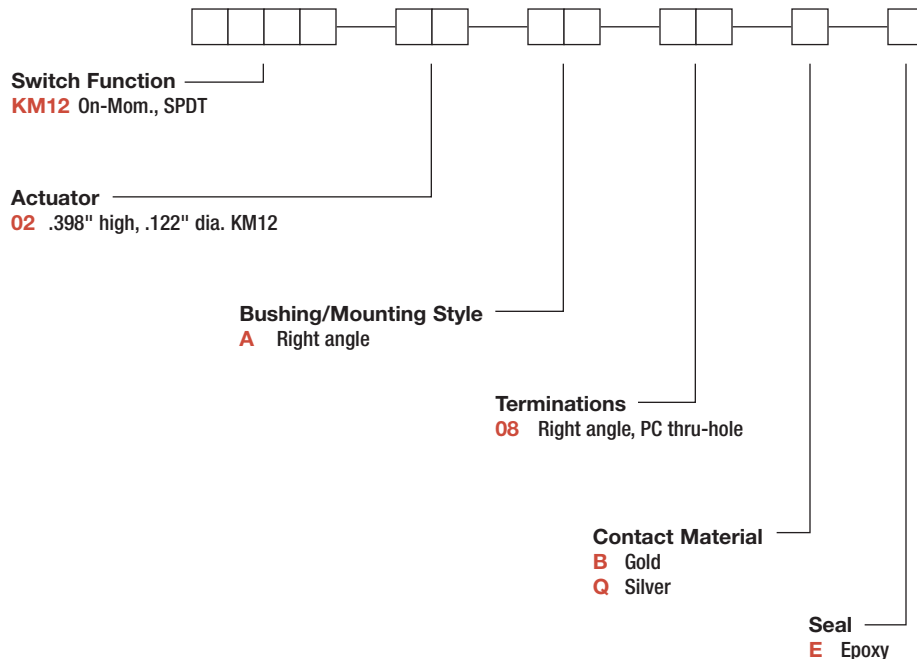 Switch Function
KM12 On-Mom., SPDT
Actuator
02 .398" high, .122" dia. KM12
Bushing/Mounting Style
A Right angle
Terminations
08 Right angle, PC thru-hole
Contact Material
B Gold
Q Silver
Seal
E Epoxy